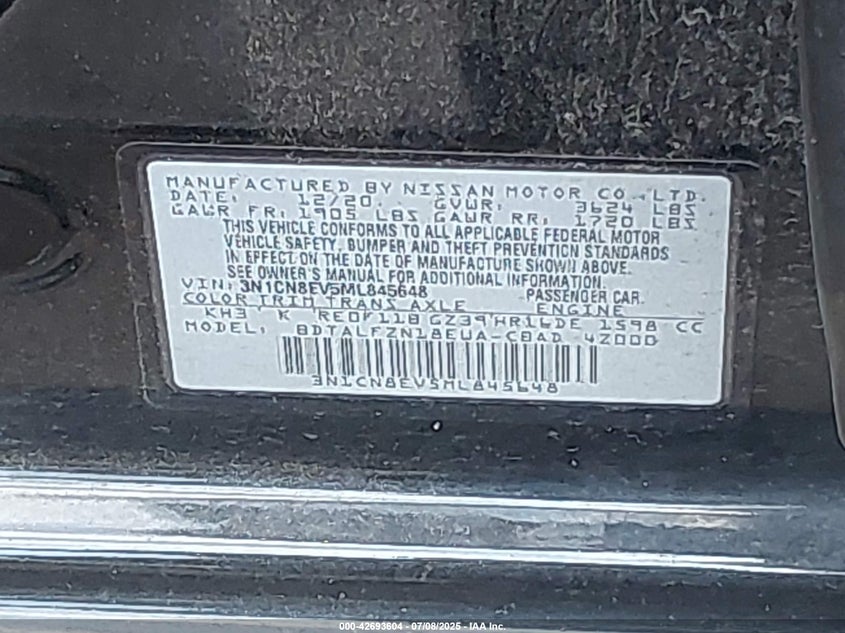 MANUFACTURED BY NISSAN MOTOR CO., LTD.
DATE: 12/20 GVWR: 3624 LBS
GAWR FR: 1905 LBS GAWR RR: 1720 LBS
THIS VEHICLE CONFORMS TO ALL APPLICABLE FEDERAL MOTOR
VEHICLE SAFETY, BUMPER AND THEFT PREVENTION STANDARDS
IN EFFECT ON THE DATE OF MANUFACTURE SHOWN ABOVE.
SEE OWNER'S MANUAL FOR ADDITIONAL INFORMATION.
VIN: 3N1CN8EV5ML845648 PASSENGER CAR
COLOR TRIM TRANS AXLE ENGINE
KH3 K RE0F11B GZ39 HR16DE 1598 CC
MODEL: BDTALFZN18EUA-CBAD 4Z000
3N1CN8EV5ML845648
000-42693604 - 07/08/2025 - IAA Inc.